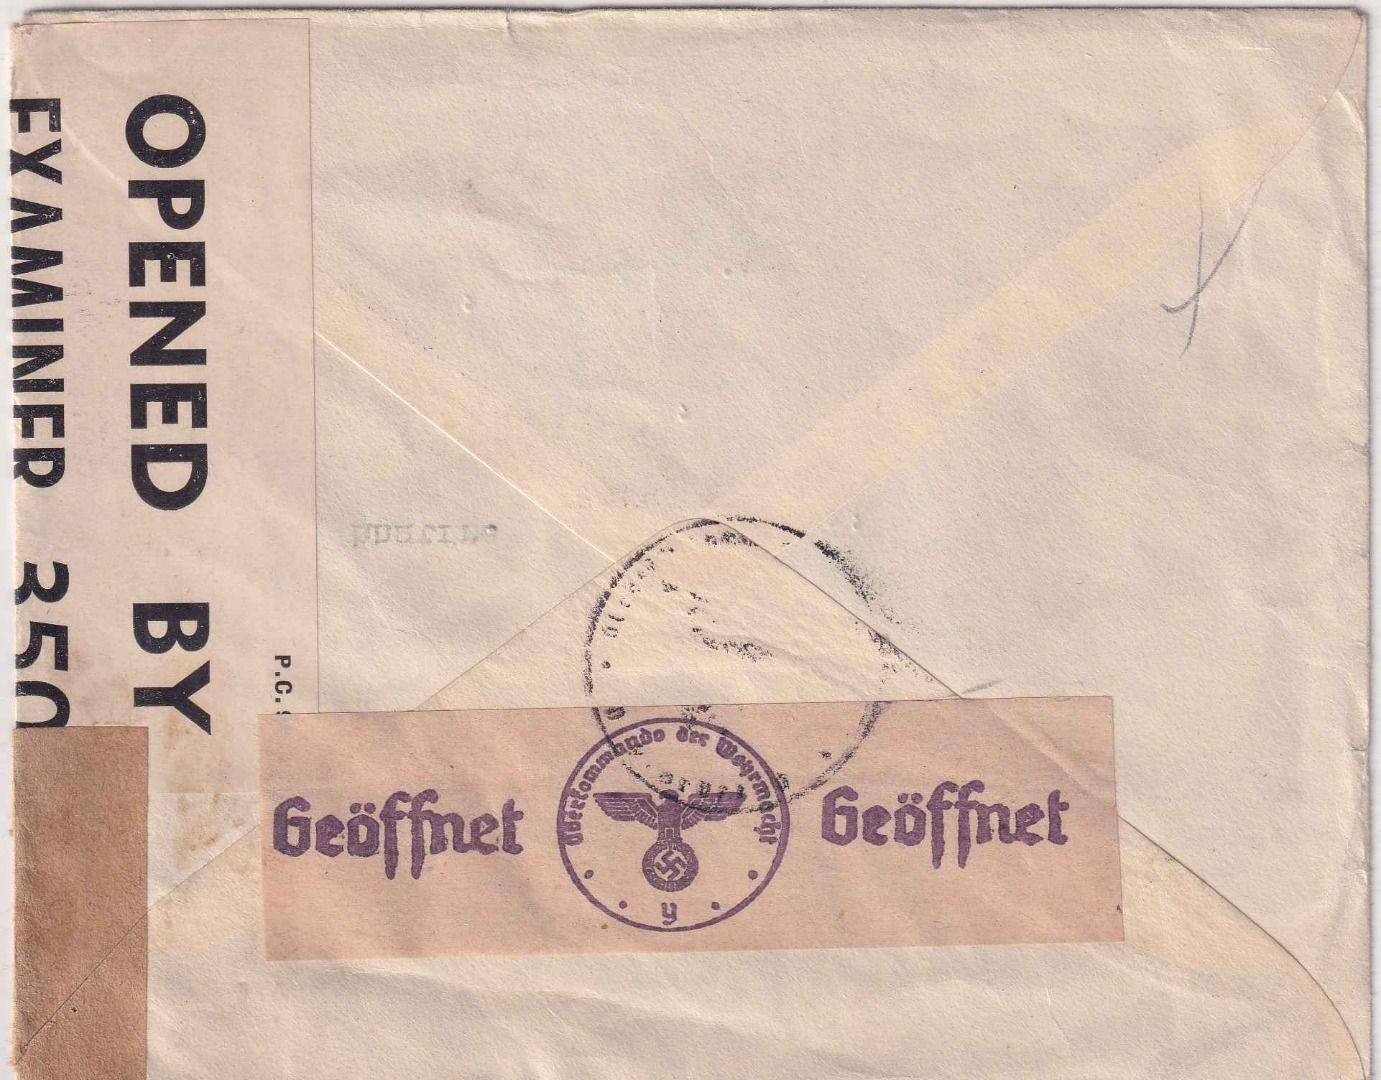 OPENED BY
EXAMINER 350
P.C.
Geöffnet
Oberkommando der Wehrmacht
Geöffnet